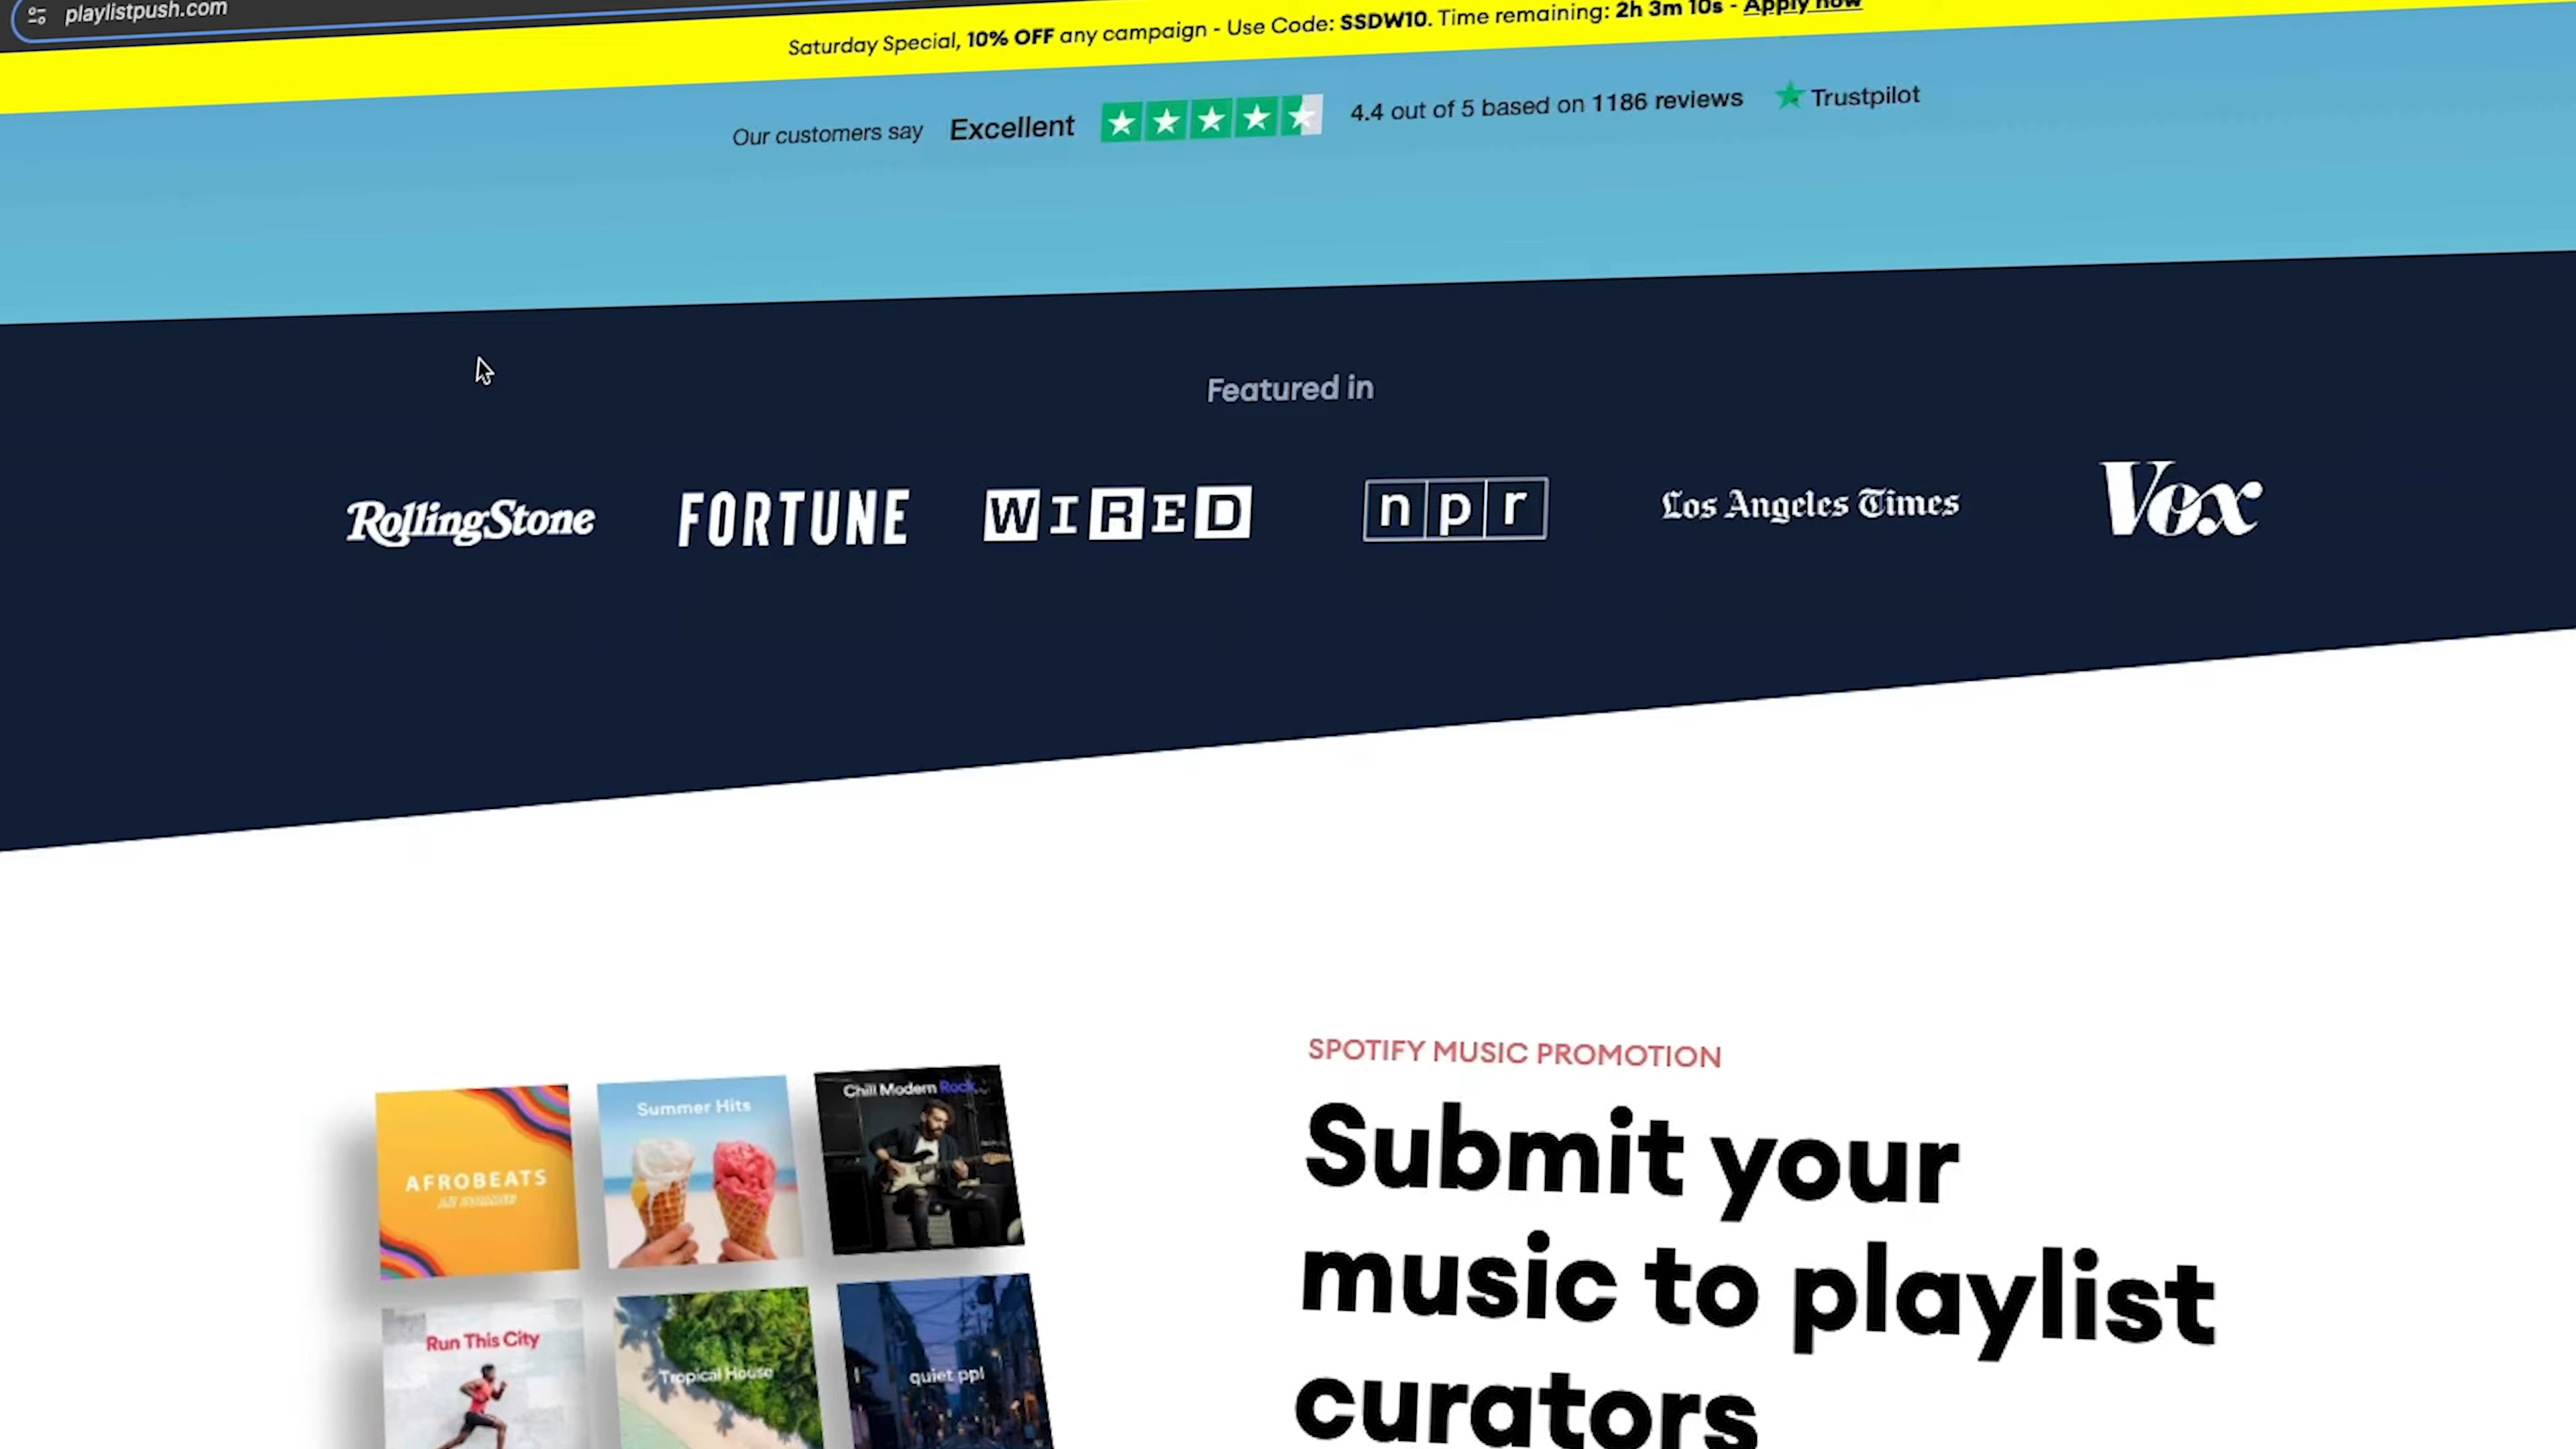 playlistpush.com
Saturday Special, 10% OFF any campaign - Use Code: SSDW10. Time remaining: 2h 3m 10s - Apply now
Our customers say Excellent 4.4 out of 5 based on 1186 reviews Trustpilot
Featured in
RollingStone FORTUNE WIRED npr Los Angeles Times Vox
SPOTIFY MUSIC PROMOTION
Submit your
music to playlist
curators
Chill Modern Rock
Summer Hits
AFROBEATS
Run This City
Tropical House
quiet ppl